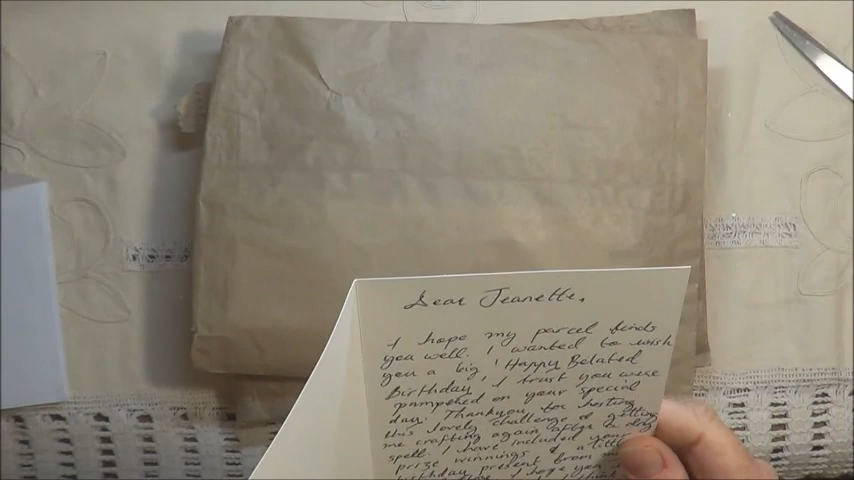 Dear Jeanette,
I hope my parcel finds
you well. I wanted to wish
you a big 'Happy Belated
Birthday, I trust you were
pampered on your special
day! Thankyou for hosting
this lovely challenge & getting
me crafting again after a dry
spell. I have included your
prize winnings & a little
birthday present from
hope you